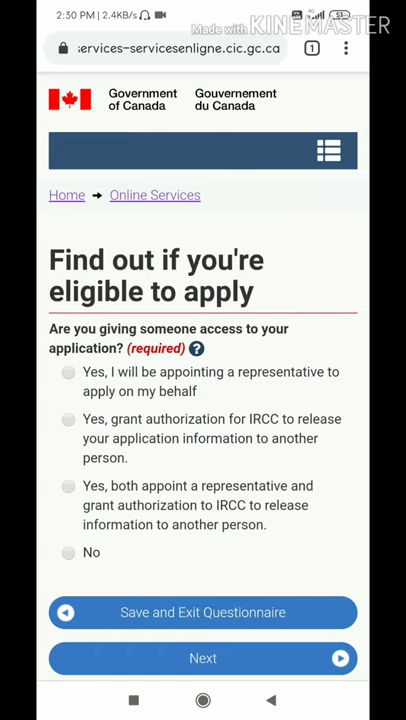 2:30 PM | 2.4KB/s
4G
51
Made with KINEMASTER
:ervices-servicesenligne.cic.gc.ca
1
Government Gouvernement
of Canada du Canada
Home → Online Services
Find out if you're
eligible to apply
Are you giving someone access to your
application? (required) ?
Yes, I will be appointing a representative to
apply on my behalf
Yes, grant authorization for IRCC to release
your application information to another
person.
Yes, both appoint a representative and
grant authorization to IRCC to release
information to another person.
No
Save and Exit Questionnaire
Next